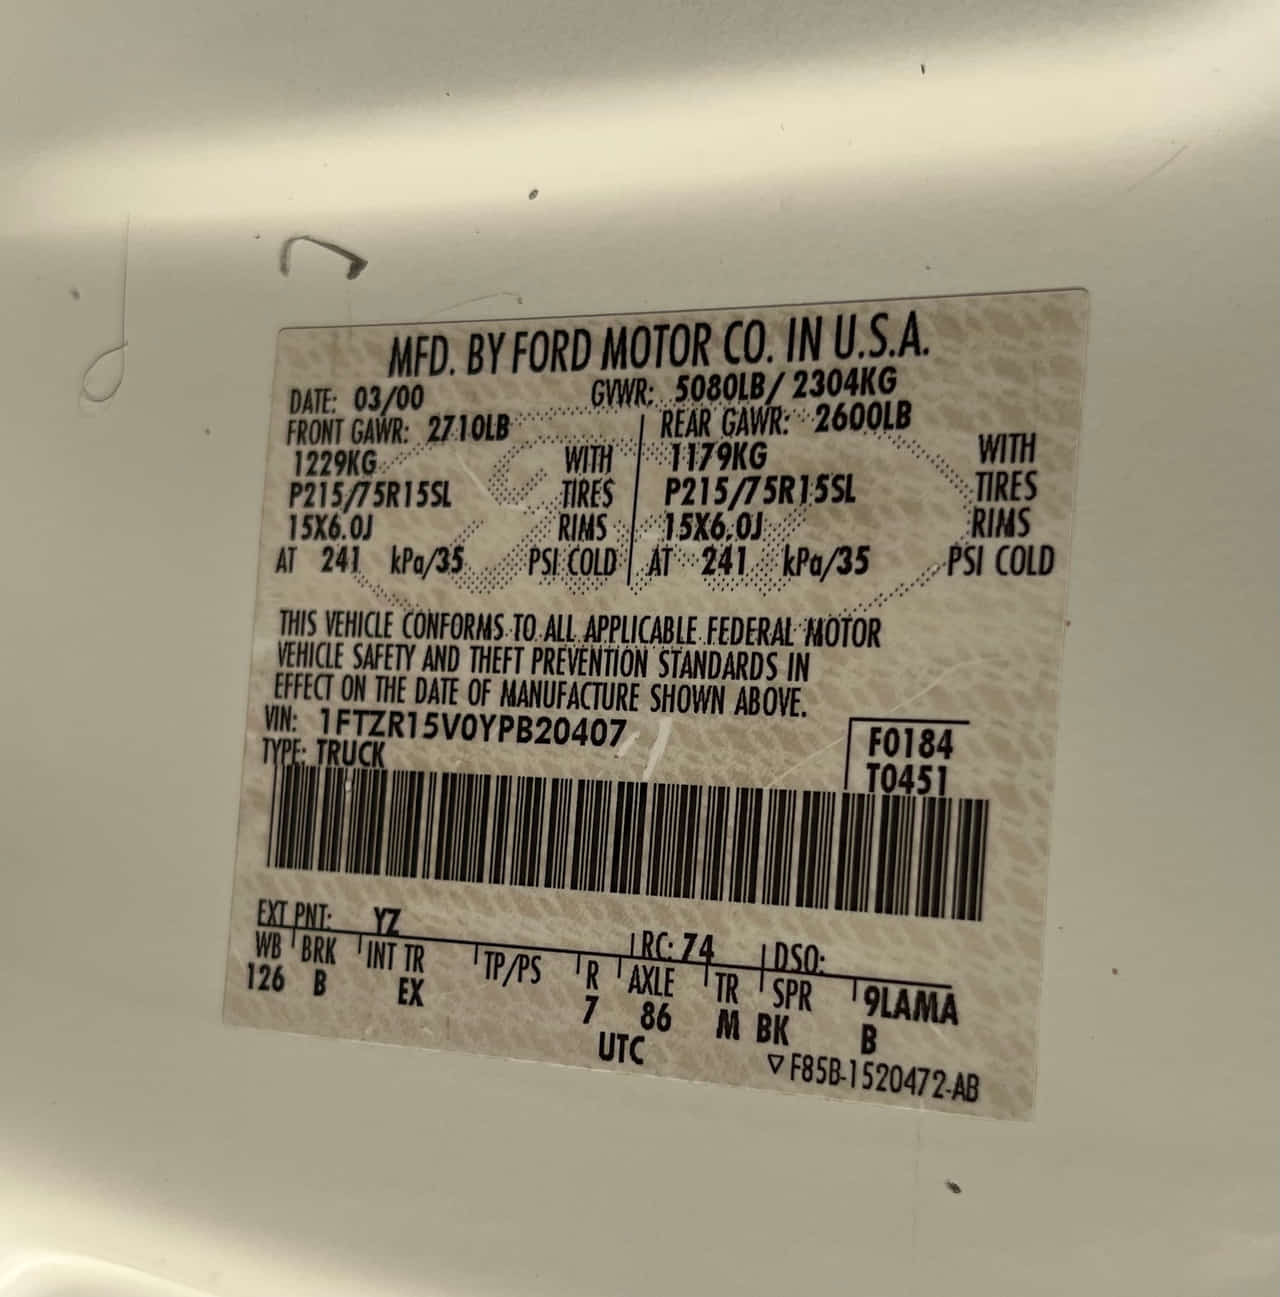 MFD. BY FORD MOTOR CO. IN U.S.A.
DATE: 03/00 GVWR: 5080LB/ 2304KG
FRONT GAWR: 2710LB REAR GAWR: 2600LB
1229KG WITH 1179KG WITH
P215/75R15SL TIRES P215/75R15SL TIRES
15X6.0J RIMS 15X6.0J RIMS
AT 241 kPa/35 PSI COLD AT 241 kPa/35 PSI COLD
THIS VEHICLE CONFORMS TO ALL APPLICABLE FEDERAL MOTOR
VEHICLE SAFETY AND THEFT PREVENTION STANDARDS IN
EFFECT ON THE DATE OF MANUFACTURE SHOWN ABOVE.
VIN: 1FTZR15V0YPB20407 F0184
TYPE: TRUCK T0451
EXT PNT: YZ RC: 74 DSO:
WB BRK INT TR TP/PS R AXLE TR SPR 9LAMA
126 B EX 7 86 M BK B
UTC ▽F85B-1520472-AB